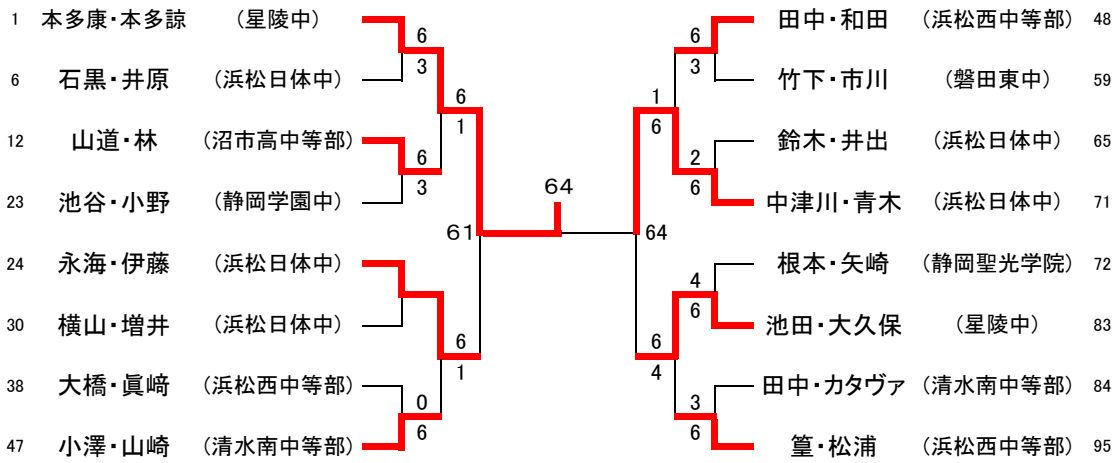 1 本多康・本多諒 (星陵中) 田中・和田 (浜松西中等部) 48
6 6
3 3
6 石黒・井原 (浜松日体中) 竹下・市川 (磐田東中) 59
6 1
1 6
12 山道・林 (沼市高中等部) 鈴木・井出 (浜松日体中) 65
6 2
3 6
23 池谷・小野 (静岡学園中) 64 中津川・青木 (浜松日体中) 71
61 64
24 永海・伊藤 (浜松日体中) 根本・矢崎 (静岡聖光学院) 72
4
6
30 横山・増井 (浜松日体中) 池田・大久保 (星陵中) 83
6 6
1 4
38 大橋・眞﨑 (浜松西中等部) 田中・カタヴァ (清水南中等部) 84
0 3
6 6
47 小澤・山崎 (清水南中等部) 篁・松浦 (浜松西中等部) 95